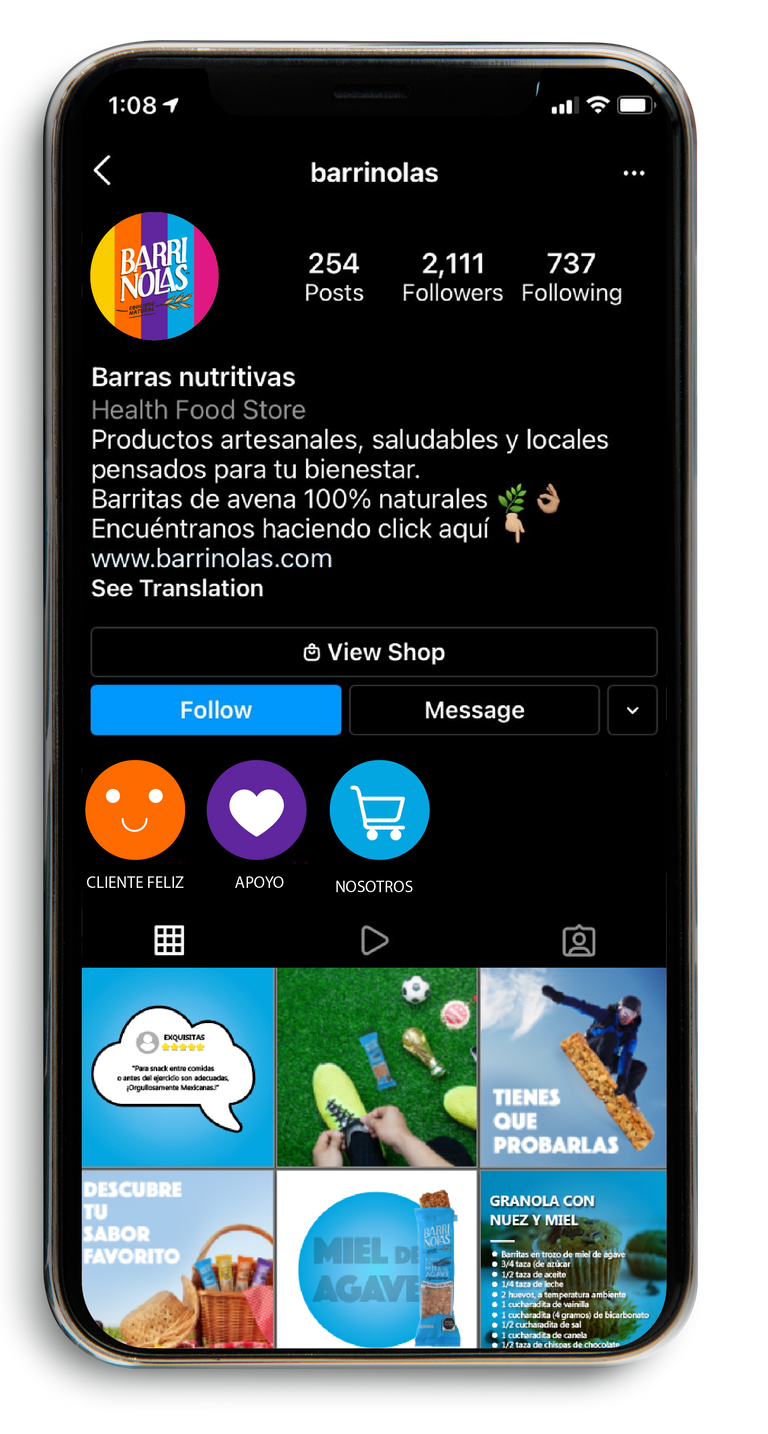 1:08
barrinolas
BARRI
NOLAS
254
2,111
737
Posts
Followers
Following
Barras nutritivas
Health Food Store
Productos artesanales, saludables y locales
pensados para tu bienestar.
Barritas de avena 100% naturales 🌿 👌🏽
Encuéntranos haciendo click aquí 👇🏼
www.barrinolas.com
See Translation
View Shop
Follow
Message
CLIENTE FELIZ
APOYO
NOSOTROS
EXQUISITAS
"Para snack entre comidas
o antes del ejercicio son adecuadas,
¡Orgullosamente Mexicanas!"
TIENES
QUE
PROBARLAS
DESCUBRE
TU
SABOR
FAVORITO
MIEL DE
AGAVE
BARRI
NOLAS
AGAVE
GRANOLA CON
NUEZ Y MIEL
Barritas en trozo de miel de agave
3/4 taza (de azúcar
1/2 taza de aceite
1/4 taza de leche
2 huevos, a temperatura ambiente
1 cucharadita de vainilla
1 cucharadita (4 gramos) de bicarbonato
1/2 cucharadita de sal
1 cucharadita de canela
1/2 taza de chispas de chocolate